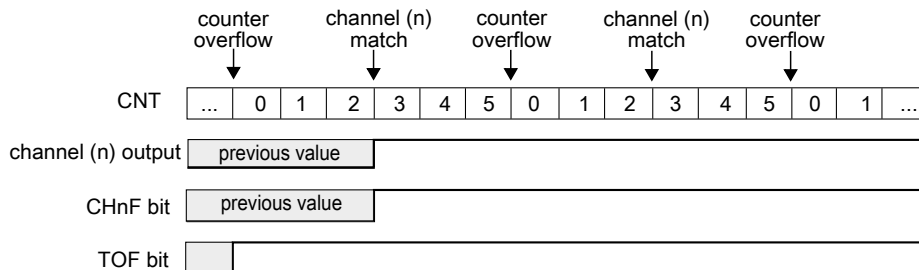 counter overflow channel (n) match counter overflow channel (n) match counter overflow
CNT ... 0 1 2 3 4 5 0 1 2 3 4 5 0 1 ...
channel (n) output previous value
CHnF bit previous value
TOF bit